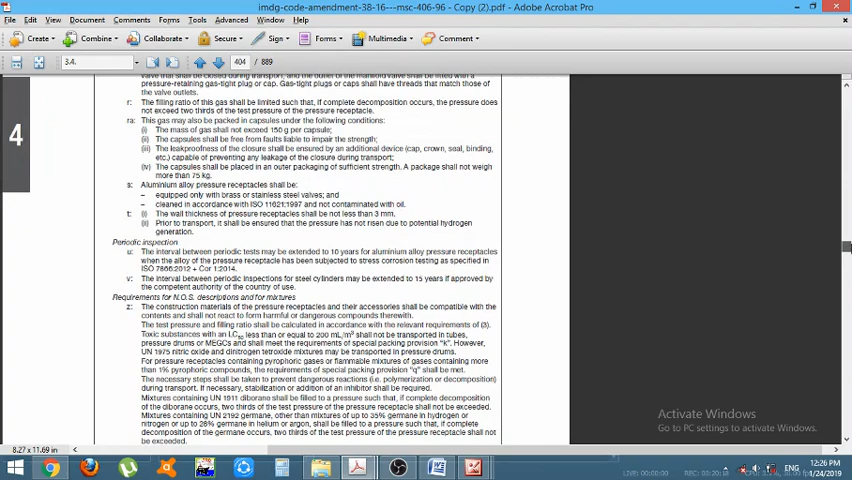 imdg-code-amendment-38-16---msc-406-96 - Copy (2).pdf - Adobe Acrobat Pro
File Edit View Document Comments Forms Tools Advanced Window Help
Create Combine Collaborate Secure Sign Forms Multimedia Comment
3.4. 404 / 889
4
valve that shall be closed during transport, and the outlet of the manifold valve shall be fitted with a
pressure-retaining gas-tight plug or cap. Gas-tight plugs or caps shall have threads that match those of
the valve outlets.
r: The filling ratio of this gas shall be limited such that, if complete decomposition occurs, the pressure does
not exceed two thirds of the test pressure of the pressure receptacle.
ra: This gas may also be packed in capsules under the following conditions:
(i) The mass of gas shall not exceed 150 g per capsule;
(ii) The capsules shall be free from faults liable to impair the strength;
(iii) The leakproofness of the closure shall be ensured by an additional device (cap, crown, seal, binding,
etc.) capable of preventing any leakage of the closure during transport;
(iv) The capsules shall be placed in an outer packaging of sufficient strength. A package shall not weigh
more than 75 kg.
s: Aluminium alloy pressure receptacles shall be:
– equipped only with brass or stainless steel valves; and
– cleaned in accordance with ISO 11621:1997 and not contaminated with oil.
t: (i) The wall thickness of pressure receptacles shall be not less than 3 mm.
(ii) Prior to transport, it shall be ensured that the pressure has not risen due to potential hydrogen
generation.
Periodic inspection
u: The interval between periodic tests may be extended to 10 years for aluminium alloy pressure receptacles
when the alloy of the pressure receptacle has been subjected to stress corrosion testing as specified in
ISO 7866:2012 + Cor 1:2014.
v: The interval between periodic inspections for steel cylinders may be extended to 15 years if approved by
the competent authority of the country of use.
Requirements for N.O.S. descriptions and for mixtures
z: The construction materials of the pressure receptacles and their accessories shall be compatible with the
contents and shall not react to form harmful or dangerous compounds therewith.
The test pressure and filling ratio shall be calculated in accordance with the relevant requirements of (3).
Toxic substances with an LC50 less than or equal to 200 mL/m³ shall not be transported in tubes,
pressure drums or MEGCs and shall meet the requirements of special packing provision "k". However,
UN 1975 nitric oxide and dinitrogen tetroxide mixtures may be transported in pressure drums.
For pressure receptacles containing pyrophoric gases or flammable mixtures of gases containing more
than 1% pyrophoric compounds, the requirements of special packing provision "q" shall be met.
The necessary steps shall be taken to prevent dangerous reactions (i.e. polymerization or decomposition)
during transport. If necessary, stabilization or addition of an inhibitor shall be required.
Mixtures containing UN 1911 diborane shall be filled to a pressure such that, if complete decomposition
of the diborane occurs, two thirds of the test pressure of the pressure receptacle shall not be exceeded.
Mixtures containing UN 2192 germane, other than mixtures of up to 35% germane in hydrogen or
nitrogen or up to 28% germane in helium or argon, shall be filled to a pressure such that, if complete
decomposition of the germane occurs, two thirds of the test pressure of the pressure receptacle shall not
be exceeded.
Activate Windows
Go to PC settings to activate Windows.
8.27 x 11.69 in
ENG
12:26 PM
1/24/2019
LIVE: 00:00:00